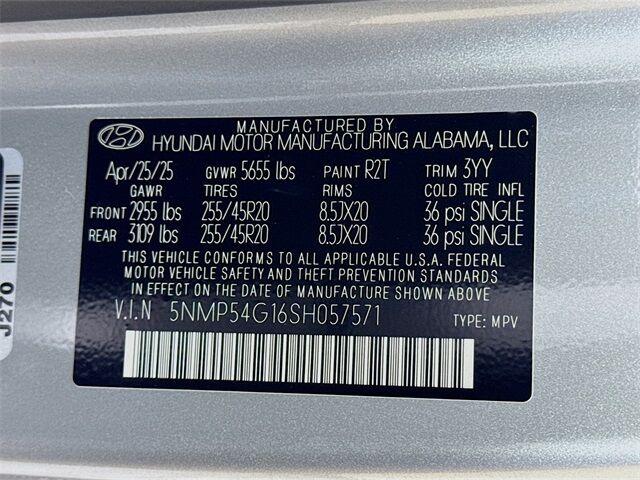 MANUFACTURED BY
HYUNDAI MOTOR MANUFACTURING ALABAMA, LLC
Apr/25/25 GVWR 5655 lbs PAINT R2T TRIM 3YY
GAWR TIRES RIMS COLD TIRE INFL
FRONT 2955 lbs 255/45R20 8.5JX20 36 psi SINGLE
REAR 3109 lbs 255/45R20 8.5JX20 36 psi SINGLE
THIS VEHICLE CONFORMS TO ALL APPLICABLE U.S.A. FEDERAL
MOTOR VEHICLE SAFETY AND THEFT PREVENTION STANDARDS
IN EFFECT ON THE DATE OF MANUFACTURE SHOWN ABOVE
V.I.N 5NMP54G16SH057571 TYPE: MPV
J270